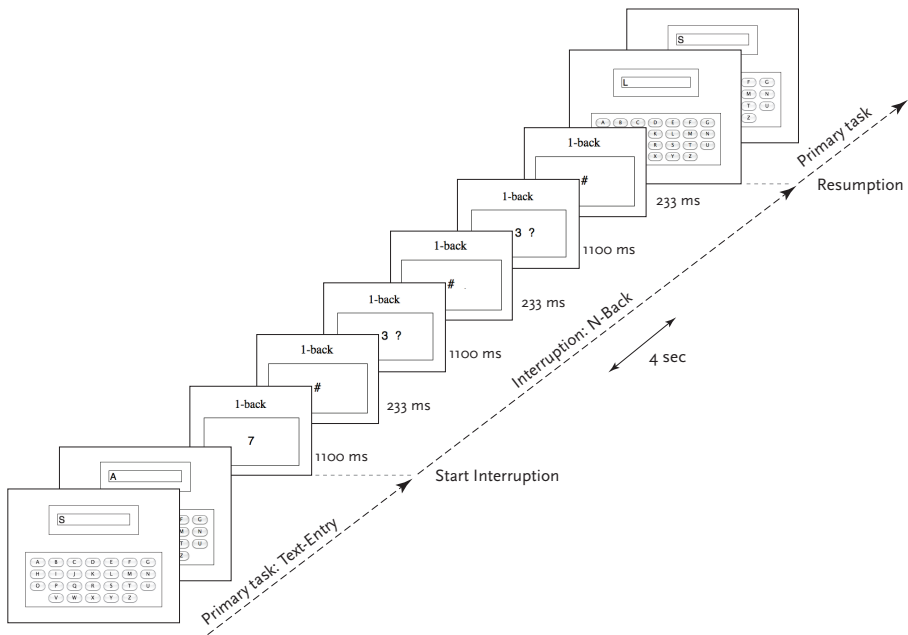 S
F G
M N
T U
Z
L
A B C D E F G
K L M N
R S T U
X Y Z
Primary task
Resumption
1-back
#
233 ms
1-back
3 ?
1100 ms
1-back
#
233 ms
Interruption: N-Back
4 sec
1-back
3 ?
1100 ms
1-back
#
233 ms
1-back
7
1100 ms
Start Interruption
A
F G
M N
T U
Z
S
A B C D E F G
H I J K L M N
O P Q R S T U
V W X Y Z
Primary task: Text-Entry